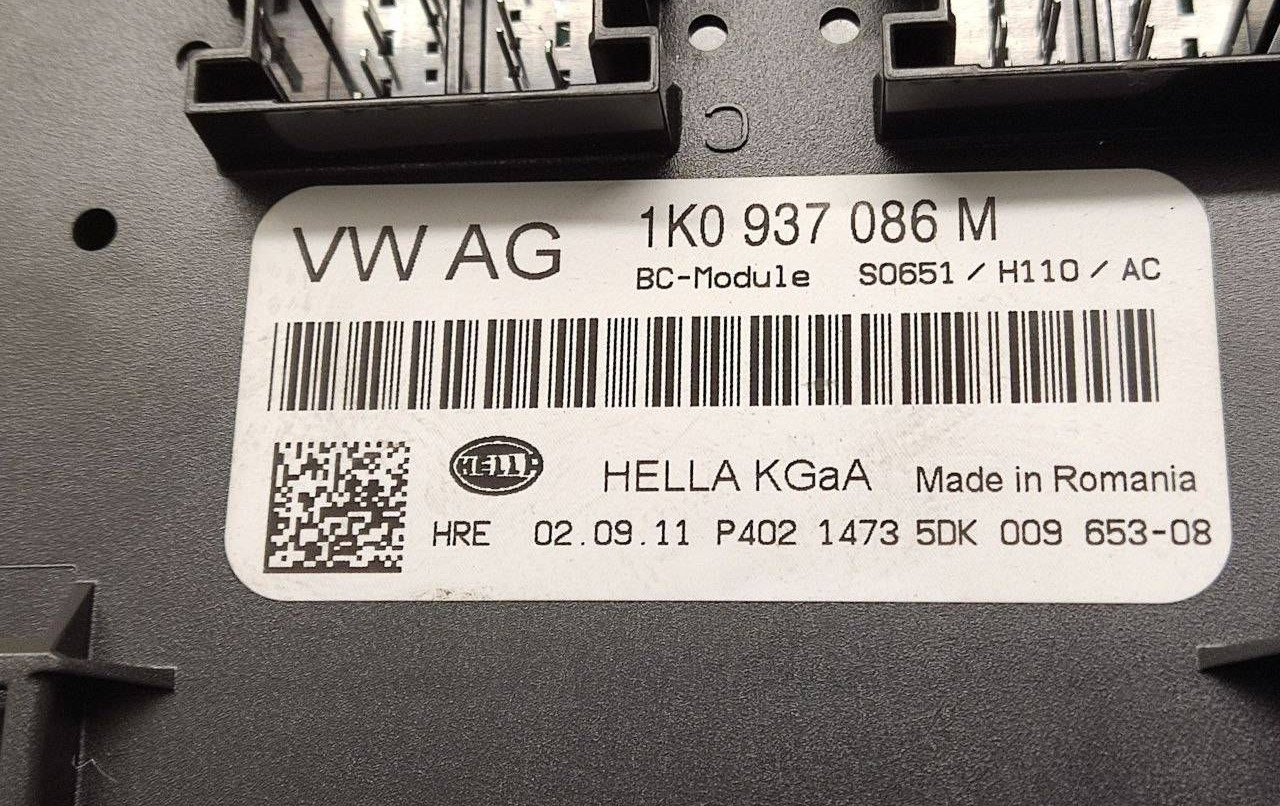 C
VW AG 1K0 937 086 M
BC-Module S0651 / H110 / AC
HELLA HELLA KGaA Made in Romania
HRE 02.09.11 P402 1473 5DK 009 653-08